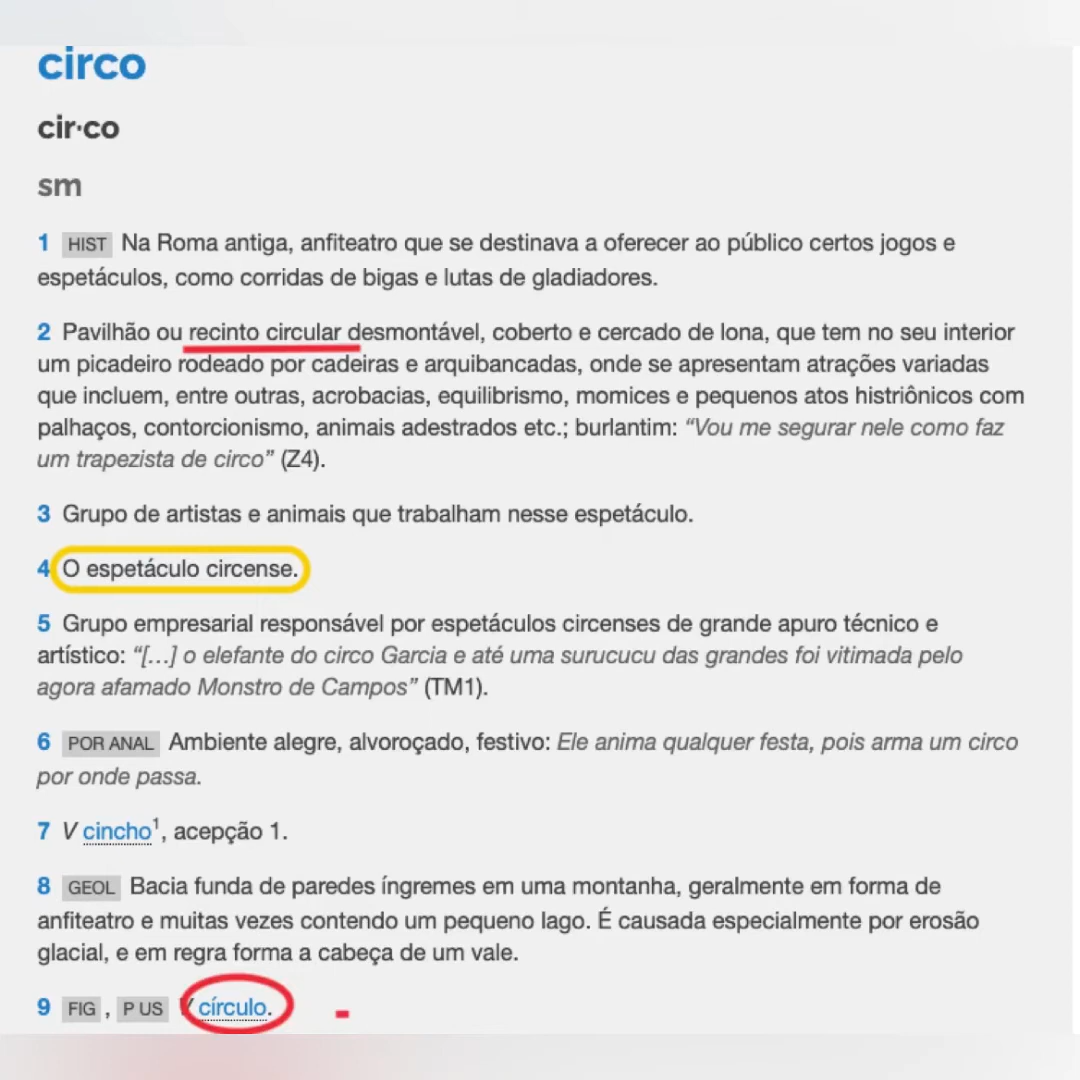 circo
cir·co
sm
1 HIST Na Roma antiga, anfiteatro que se destinava a oferecer ao público certos jogos e
espetáculos, como corridas de bigas e lutas de gladiadores.
2 Pavilhão ou recinto circular desmontável, coberto e cercado de lona, que tem no seu interior
um picadeiro rodeado por cadeiras e arquibancadas, onde se apresentam atrações variadas
que incluem, entre outras, acrobacias, equilibrismo, momices e pequenos atos histriônicos com
palhaços, contorcionismo, animais adestrados etc.; burlantim: “Vou me segurar nele como faz
um trapezista de circo” (Z4).
3 Grupo de artistas e animais que trabalham nesse espetáculo.
4 O espetáculo circense.
5 Grupo empresarial responsável por espetáculos circenses de grande apuro técnico e
artístico: “[…] o elefante do circo Garcia e até uma surucucu das grandes foi vitimada pelo
agora afamado Monstro de Campos” (TM1).
6 POR ANAL Ambiente alegre, alvoroçado, festivo: Ele anima qualquer festa, pois arma um circo
por onde passa.
7 V cincho¹, acepção 1.
8 GEOL Bacia funda de paredes íngremes em uma montanha, geralmente em forma de
anfiteatro e muitas vezes contendo um pequeno lago. É causada especialmente por erosão
glacial, e em regra forma a cabeça de um vale.
9 FIG , P US V círculo.